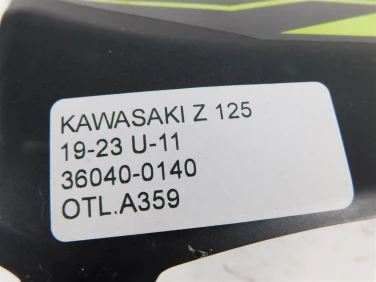 KAWASAKI Z 125
19-23 U-11
36040-0140
OTL.A359